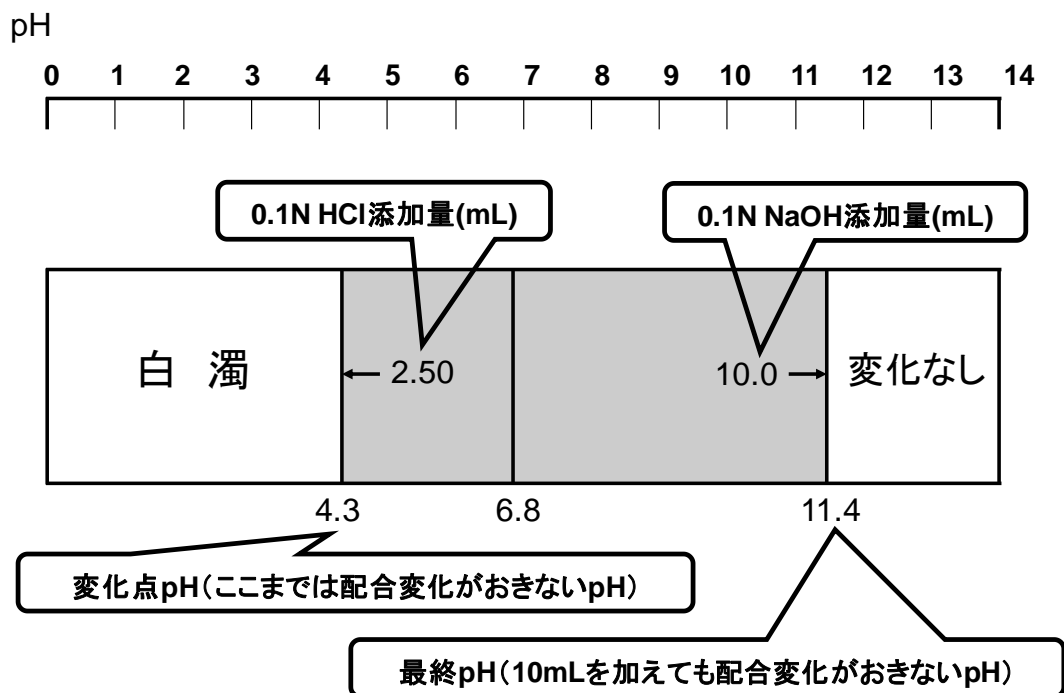 pH
0 1 2 3 4 5 6 7 8 9 10 11 12 13 14
0.1N HCl添加量(mL)
0.1N NaOH添加量(mL)
白 濁
2.50
10.0
変化なし
4.3
6.8
11.4
変化点pH(ここまでは配合変化がおきないpH)
最終pH(10mLを加えても配合変化がおきないpH)